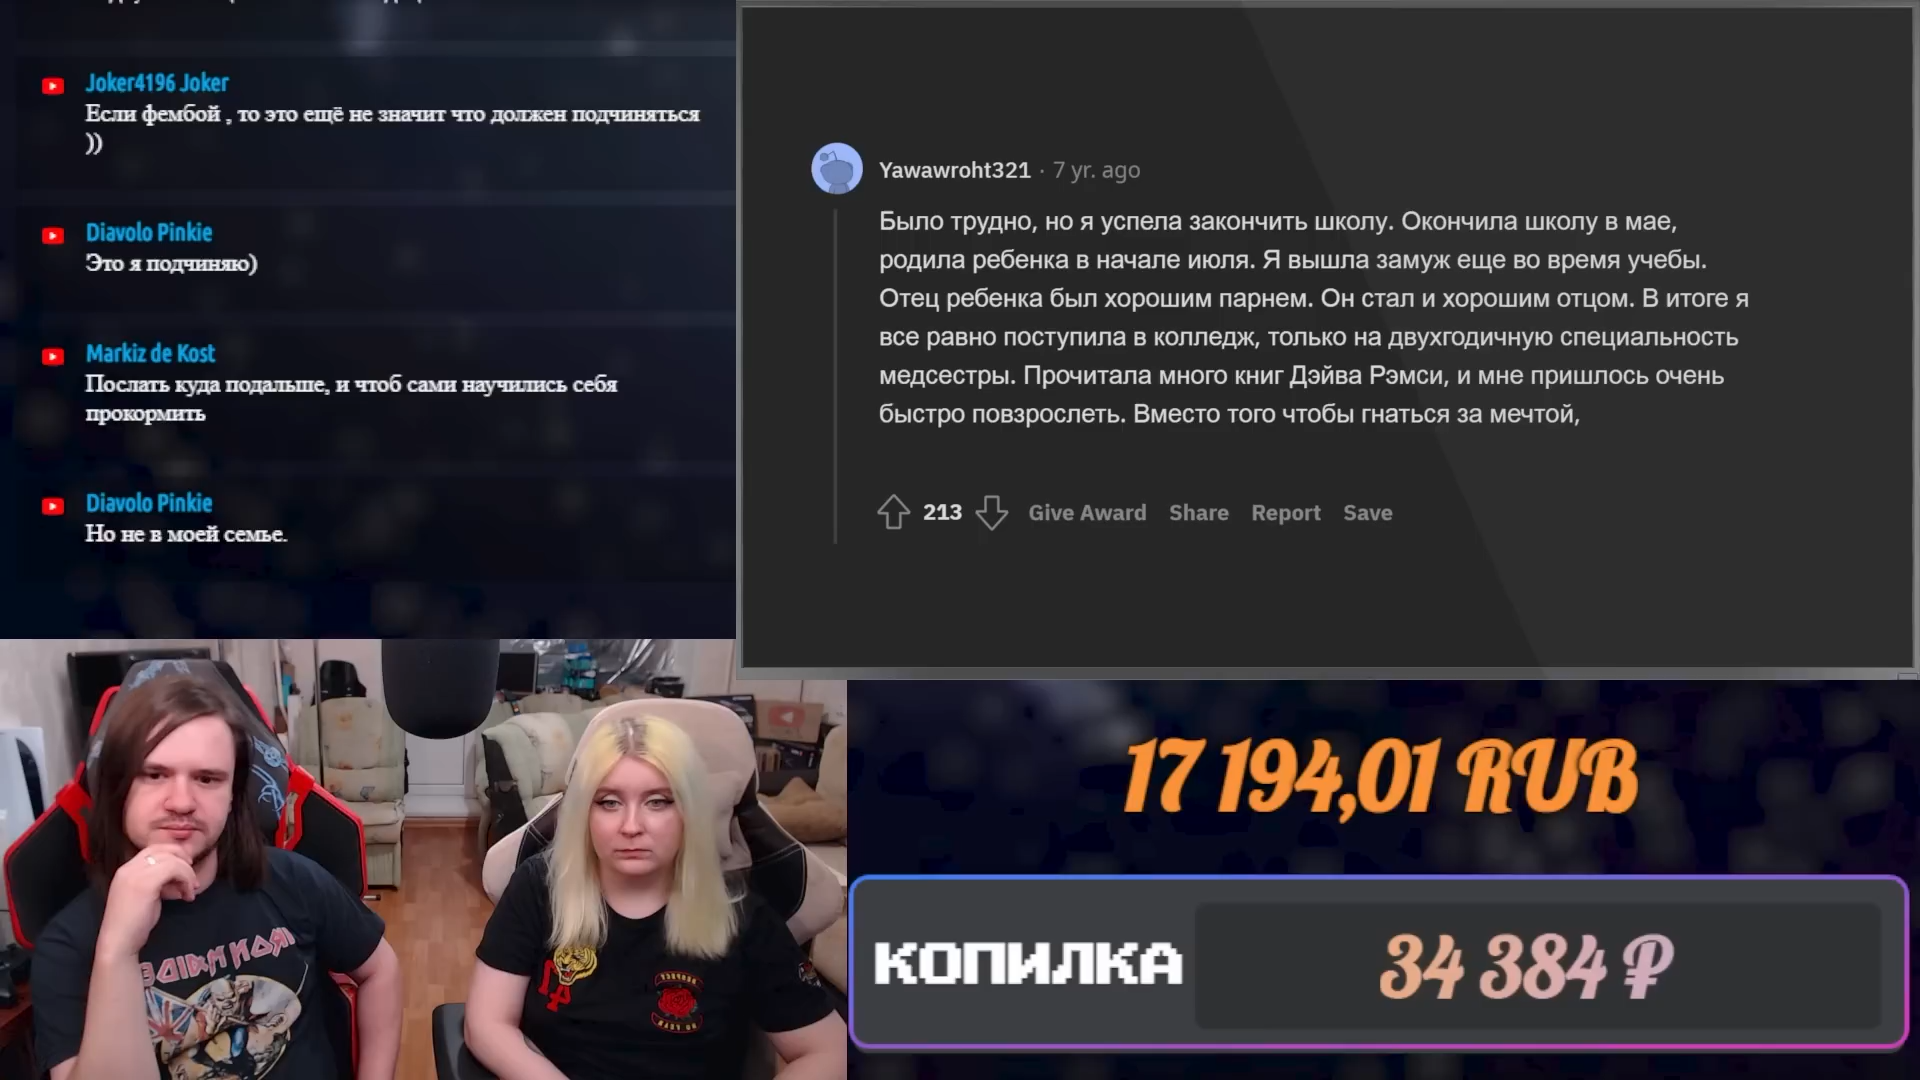 Joker4196 Joker
Если фембой , то это ещё не значит что должен подчиняться
))
Diavolo Pinkie
Это я подчиняю)
Markiz de Kost
Послать куда подальше, и чтоб сами научились себя
прокормить
Diavolo Pinkie
Но не в моей семье.
Yawawroht321 · 7 yr. ago
Было трудно, но я успела закончить школу. Окончила школу в мае,
родила ребенка в начале июля. Я вышла замуж еще во время учебы.
Отец ребенка был хорошим парнем. Он стал и хорошим отцом. В итоге я
все равно поступила в колледж, только на двухгодичную специальность
медсестры. Прочитала много книг Дэйва Рэмси, и мне пришлось очень
быстро повзрослеть. Вместо того чтобы гнаться за мечтой,
213 Give Award Share Report Save
17 194,01 RUB
КОПИЛКА 34 384 ₽